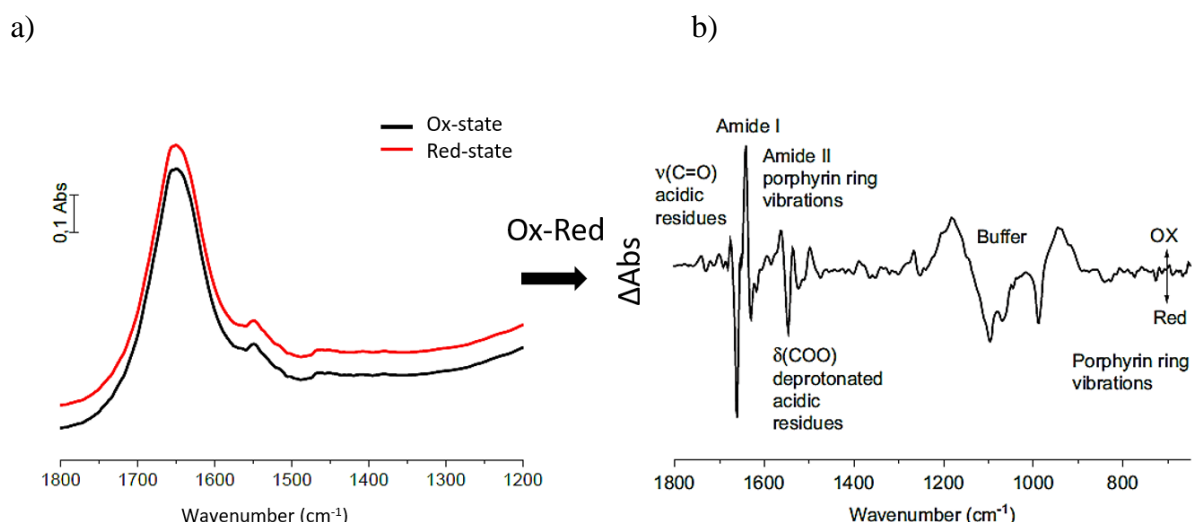 a)
b)
Ox-state
Red-state
0,1 Abs
1800 1700 1600 1500 1400 1300 1200
Wavenumber (cm-1)
Ox-Red
ΔAbs
Amide I
ν(C=O)
acidic
residues
Amide II
porphyrin ring
vibrations
Buffer
OX
Red
δ(COO)
deprotonated
acidic
residues
Porphyrin ring
vibrations
1800 1600 1400 1200 1000 800
Wavenumber (cm-1)